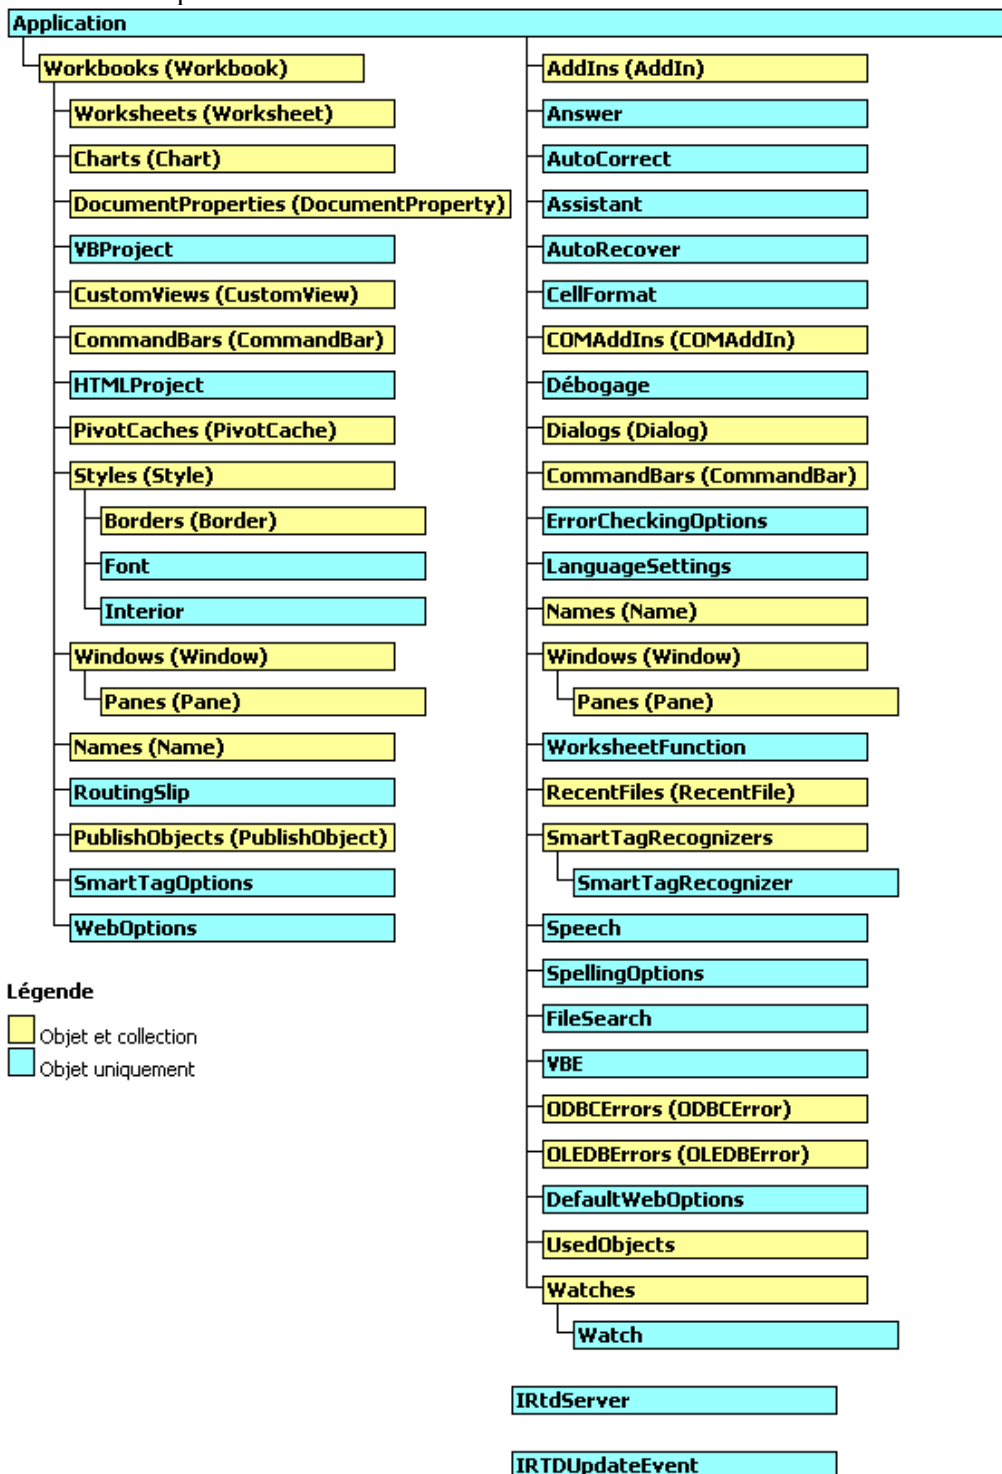 Application
Workbooks (Workbook)
Worksheets (Worksheet)
Charts (Chart)
DocumentProperties (DocumentProperty)
VBProject
CustomViews (CustomView)
CommandBars (CommandBar)
HTMLProject
PivotCaches (PivotCache)
Styles (Style)
Borders (Border)
Font
Interior
Windows (Window)
Panes (Pane)
Names (Name)
RoutingSlip
PublishObjects (PublishObject)
SmartTagOptions
WebOptions
Légende
Objet et collection
Objet uniquement
AddIns (AddIn)
Answer
AutoCorrect
Assistant
AutoRecover
CellFormat
COMAddIns (COMAddIn)
Débogage
Dialogs (Dialog)
CommandBars (CommandBar)
ErrorCheckingOptions
LanguageSettings
Names (Name)
Windows (Window)
Panes (Pane)
WorksheetFunction
RecentFiles (RecentFile)
SmartTagRecognizers
SmartTagRecognizer
Speech
SpellingOptions
FileSearch
VBE
ODBCErrors (ODBCError)
OLEDBErrors (OLEDBError)
DefaultWebOptions
UsedObjects
Watches
Watch
IRtdServer
IRTDUpdateEvent